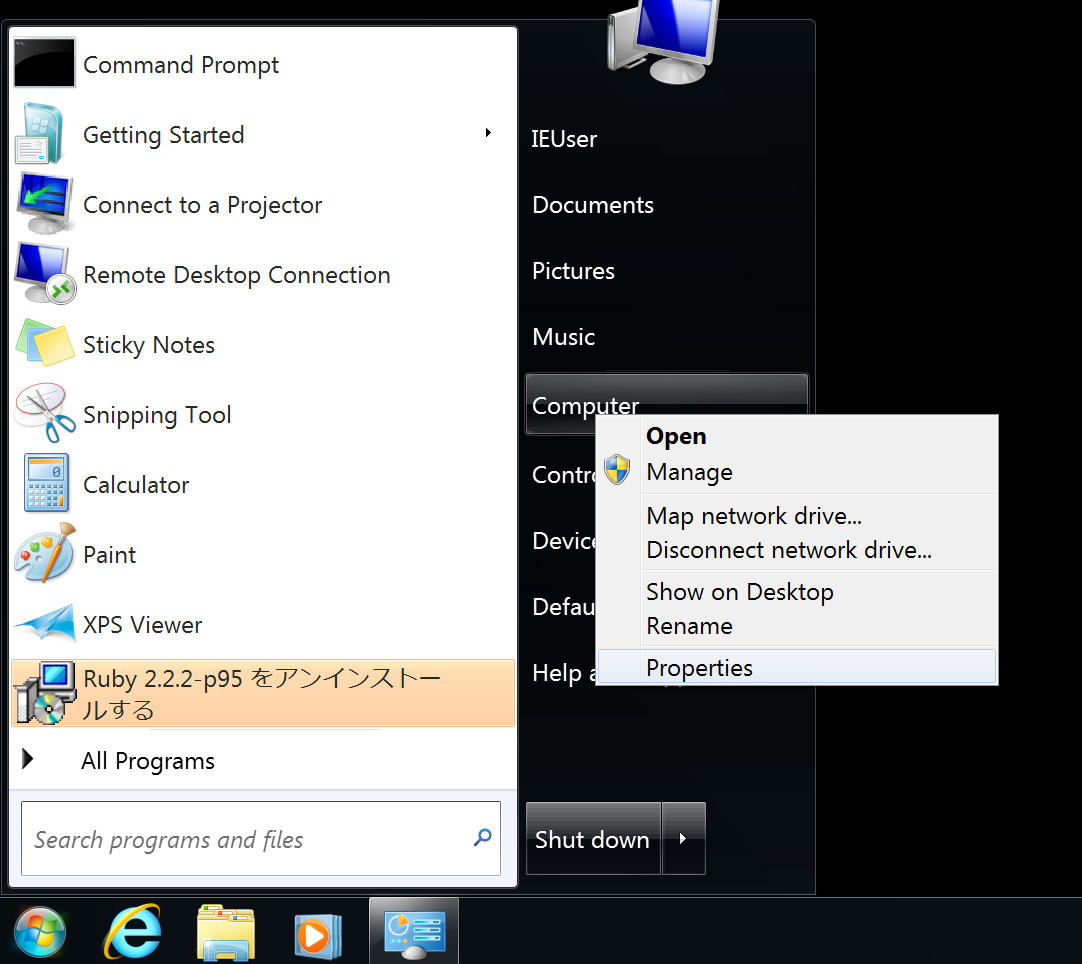 Command Prompt
Getting Started
Connect to a Projector
Remote Desktop Connection
Sticky Notes
Snipping Tool
Calculator
Paint
XPS Viewer
Ruby 2.2.2-p95 をアンインストー
ルする
All Programs
Search programs and files
IEUser
Documents
Pictures
Music
Computer
Help
Shut down
Open
Manage
Map network drive...
Disconnect network drive...
Show on Desktop
Rename
Properties